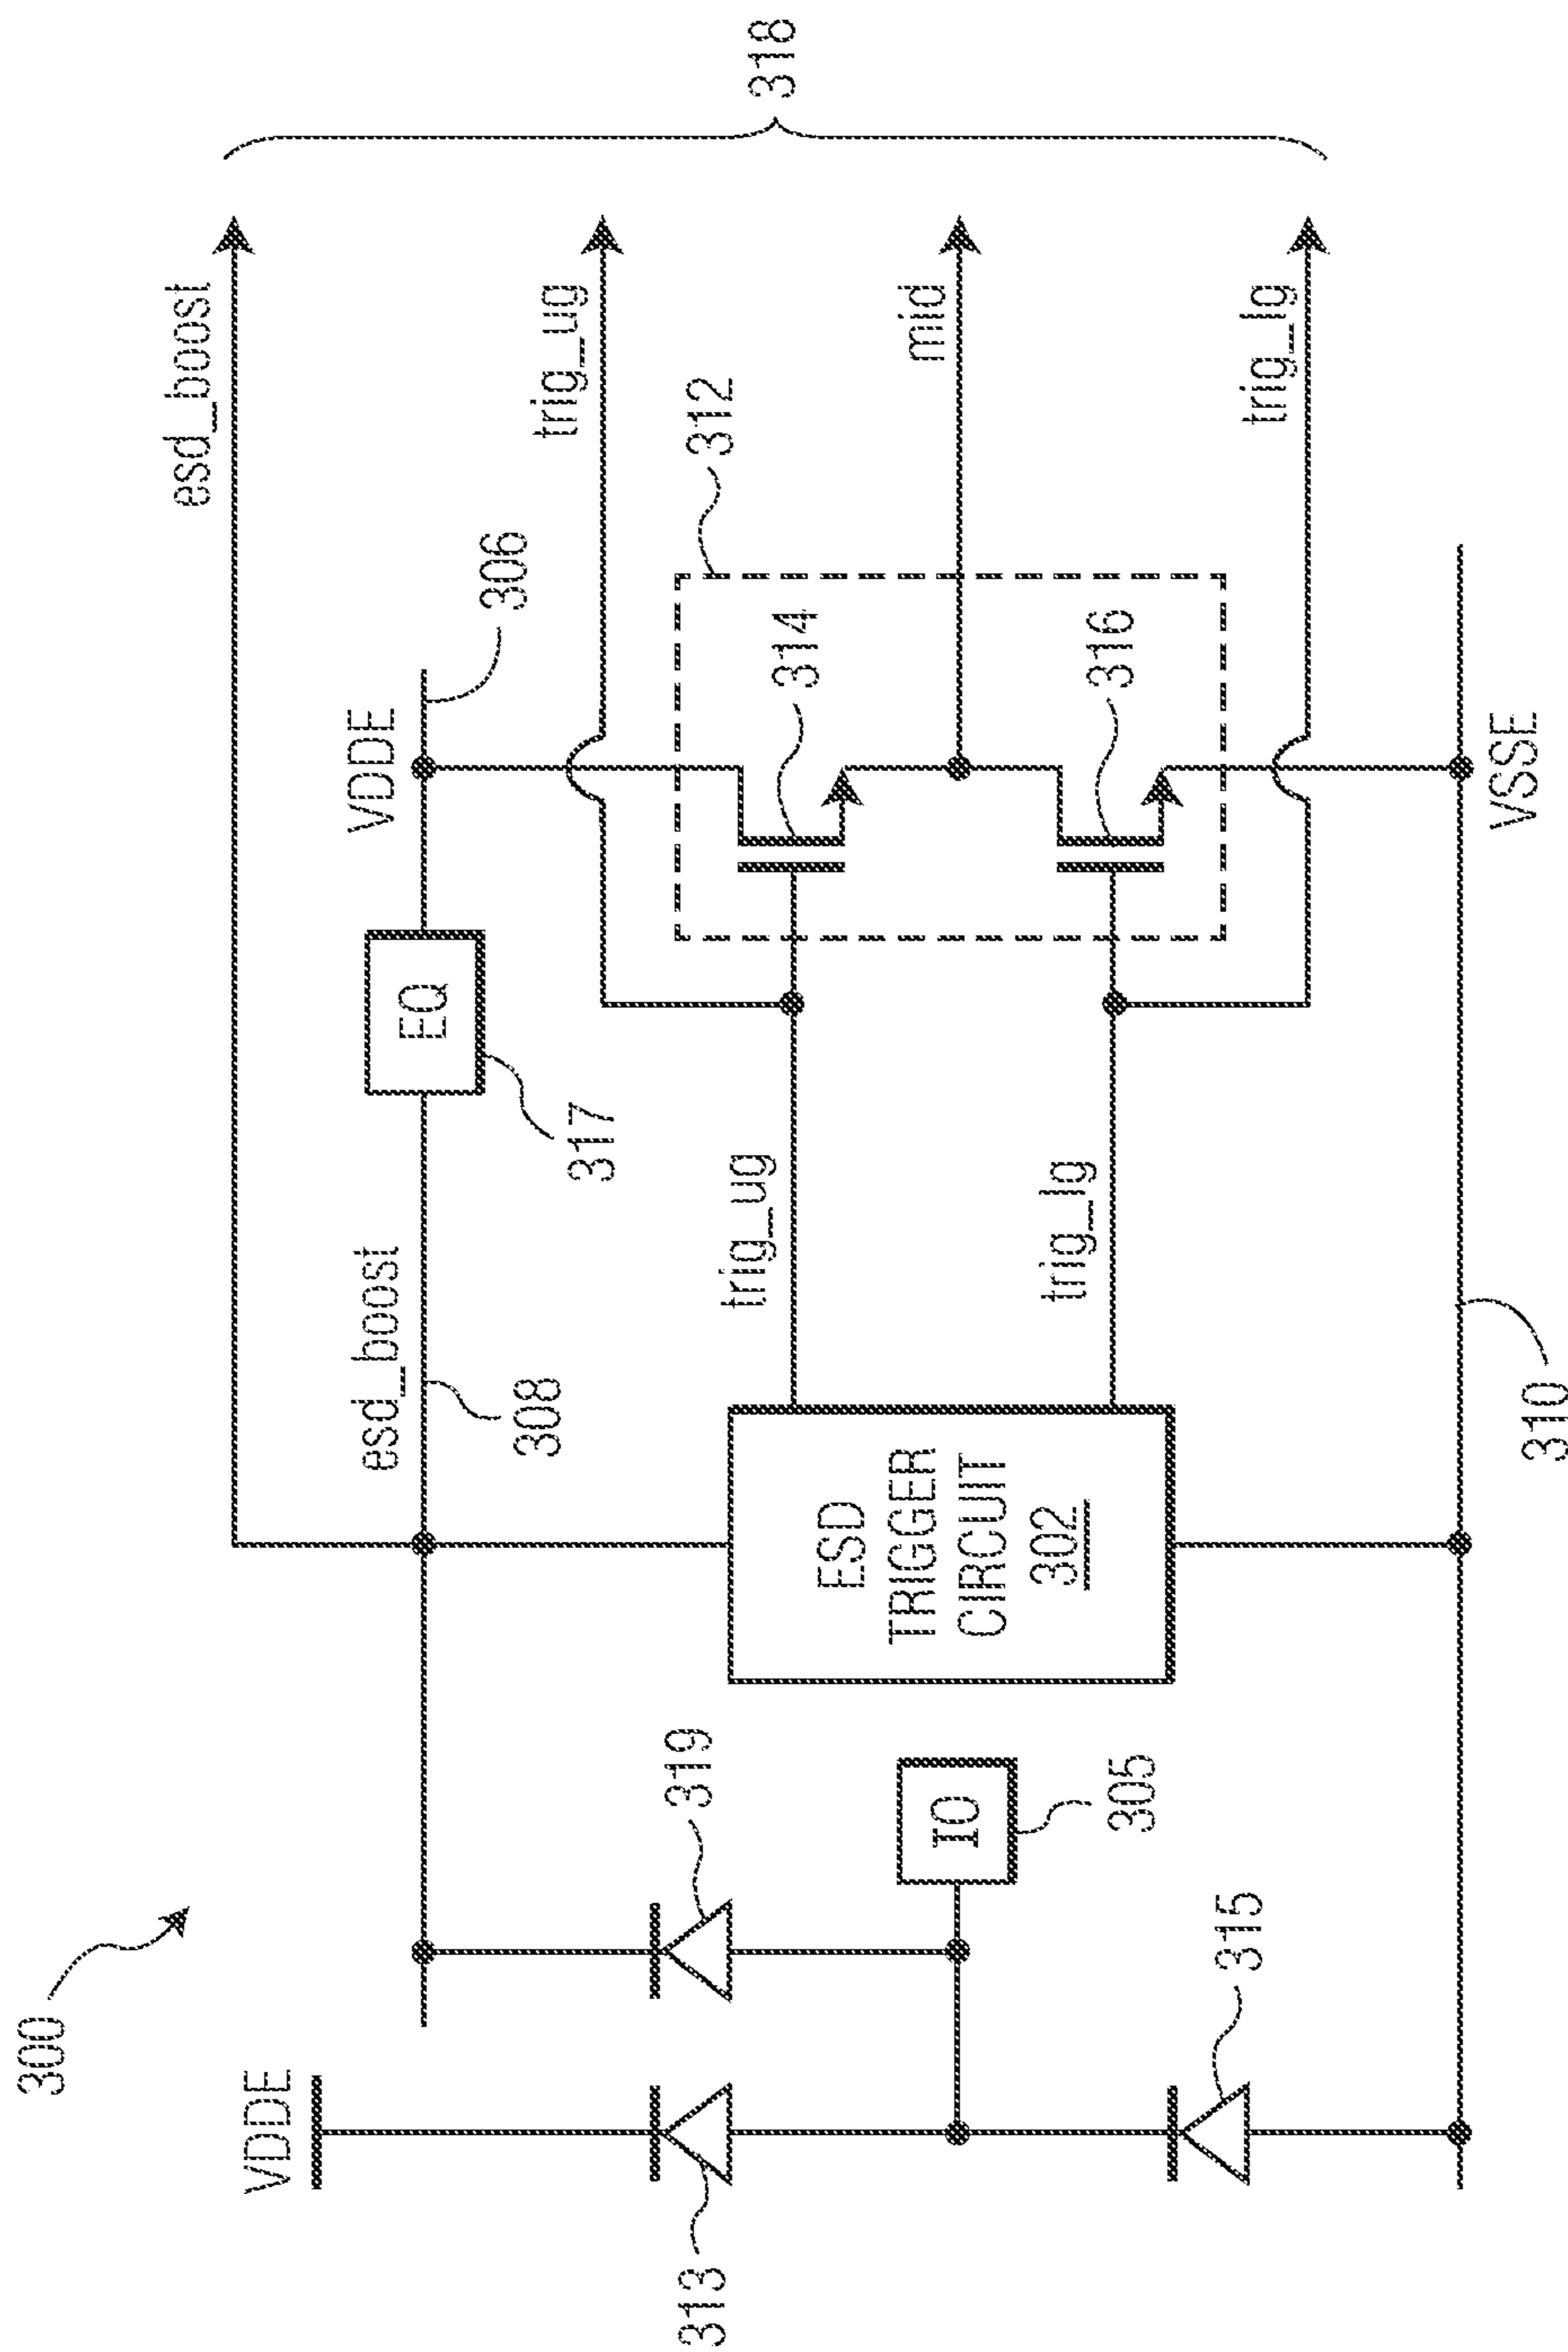 300
esd_boost
318
VDDE
esd_boost
308
EQ
317
VDDE
306
trig_ug
313
319
trig_ug
312
314
IO
305
ESD
TRIGGER
CIRCUIT
302
mid
trig_lg
316
315
trig_lg
310
VSSE